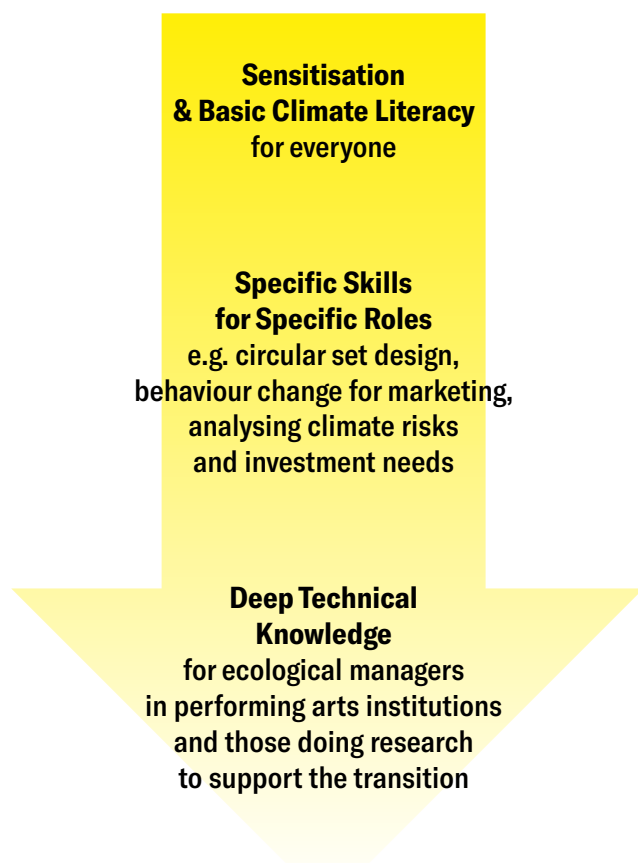 Sensitisation
& Basic Climate Literacy
for everyone
Specific Skills
for Specific Roles
e.g. circular set design,
behaviour change for marketing,
analysing climate risks
and investment needs
Deep Technical
Knowledge
for ecological managers
in performing arts institutions
and those doing research
to support the transition